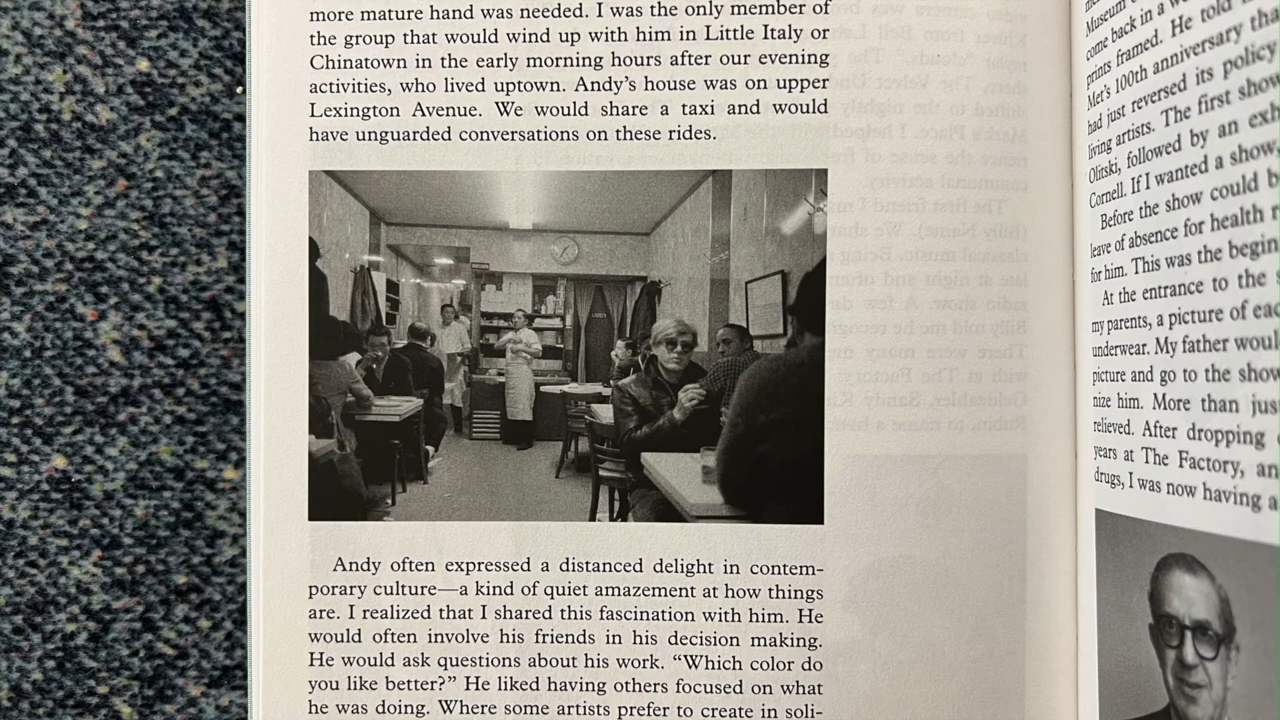 more mature hand was needed. I was the only member of
the group that would wind up with him in Little Italy or
Chinatown in the early morning hours after our evening
activities, who lived uptown. Andy’s house was on upper
Lexington Avenue. We would share a taxi and would
have unguarded conversations on these rides.
Andy often expressed a distanced delight in contem-
porary culture—a kind of quiet amazement at how things
are. I realized that I shared this fascination with him. He
would often involve his friends in his decision making.
He would ask questions about his work. “Which color do
you like better?” He liked having others focused on what
he was doing. Where some artists prefer to create in soli-
Museum
come back in a
prints framed. He told
Met’s 100th anniversary
had just reversed its policy
living artists. The first show
Olitski, followed by an
Cornell. If I wanted a show,
Before the show could
leave of absence for health
for him. This was the
At the entrance to the
my parents, a picture of
underwear. My father
picture and go to the show
nize him. More than
relieved. After dropping
years at The Factory,
drugs, I was now having a